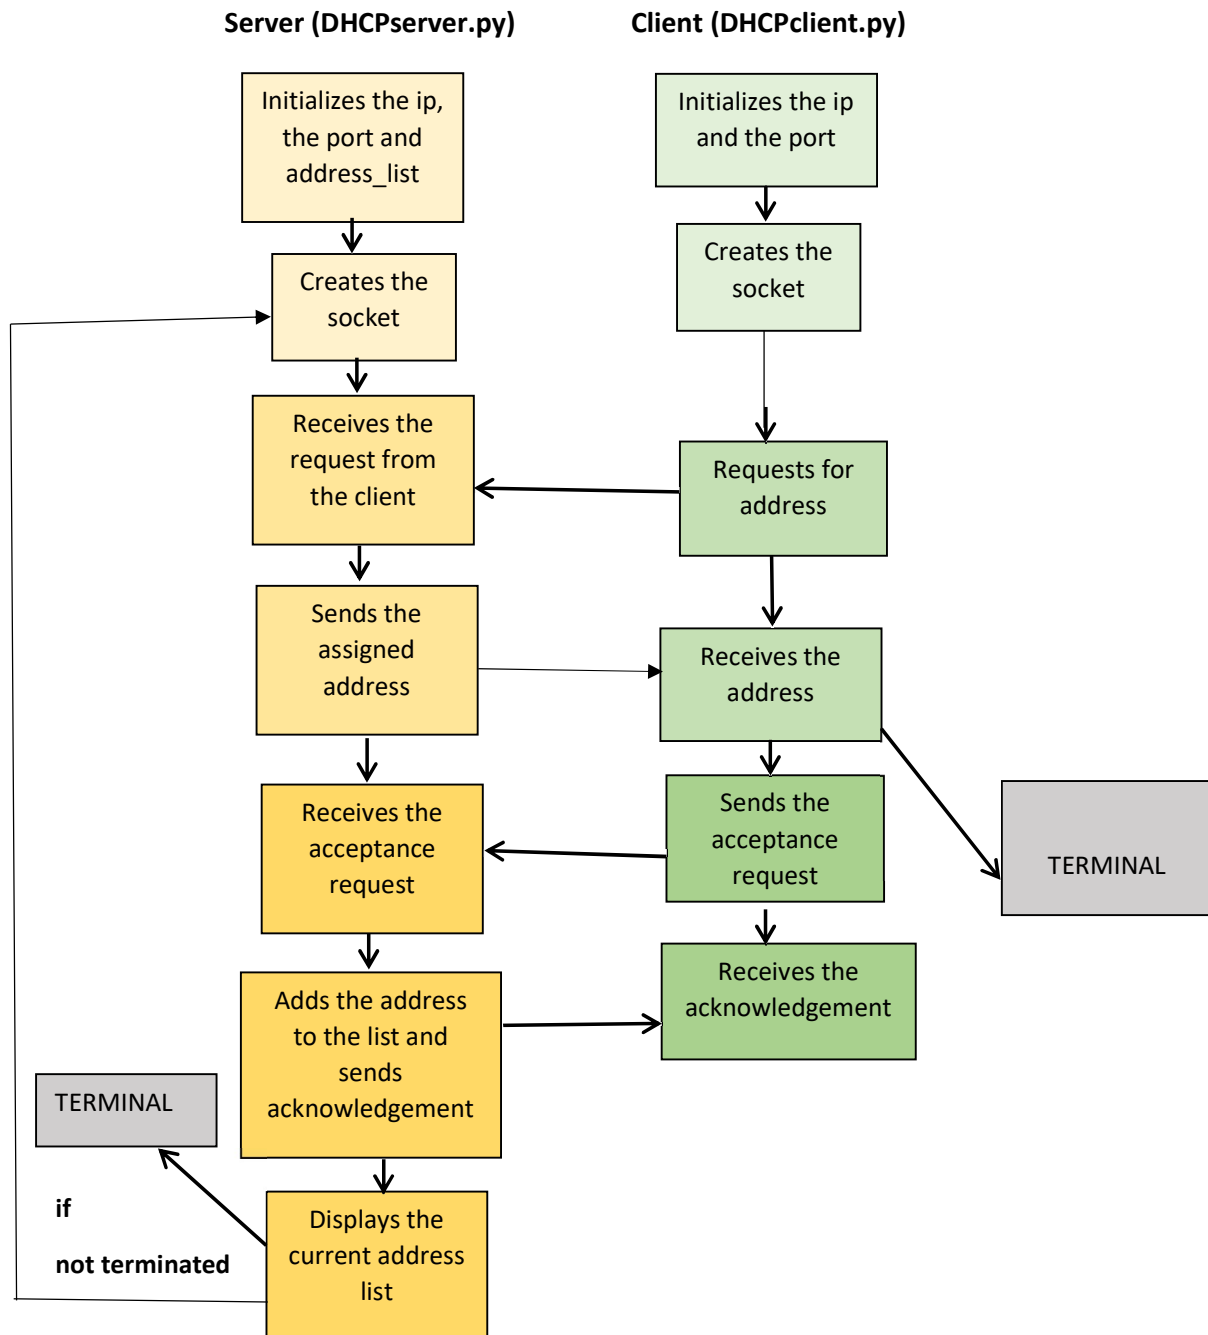 Server (DHCPserver.py)
Client (DHCPclient.py)
Initializes the ip,
the port and
address_list
Initializes the ip
and the port
Creates the
socket
Creates the
socket
Receives the
request from
the client
Requests for
address
Sends the
assigned
address
Receives the
address
Receives the
acceptance
request
Sends the
acceptance
request
TERMINAL
Adds the address
to the list and
sends
acknowledgement
Receives the
acknowledgement
TERMINAL
if
not terminated
Displays the
current address
list